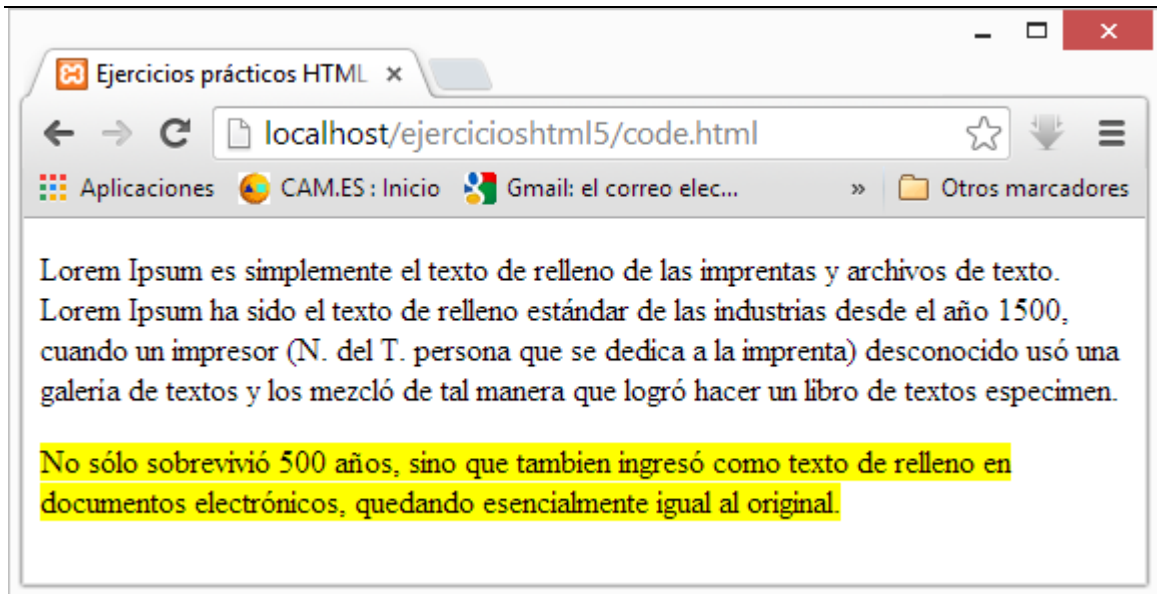 Ejercicios prácticos HTML
localhost/ejercicioshtml5/code.html
Aplicaciones CAM.ES : Inicio Gmail: el correo elec... » Otros marcadores
Lorem Ipsum es simplemente el texto de relleno de las imprentas y archivos de texto.
Lorem Ipsum ha sido el texto de relleno estándar de las industrias desde el año 1500,
cuando un impresor (N. del T. persona que se dedica a la imprenta) desconocido usó una
galería de textos y los mezcló de tal manera que logró hacer un libro de textos especimen.
No sólo sobrevivió 500 años, sino que tambien ingresó como texto de relleno en
documentos electrónicos, quedando esencialmente igual al original.